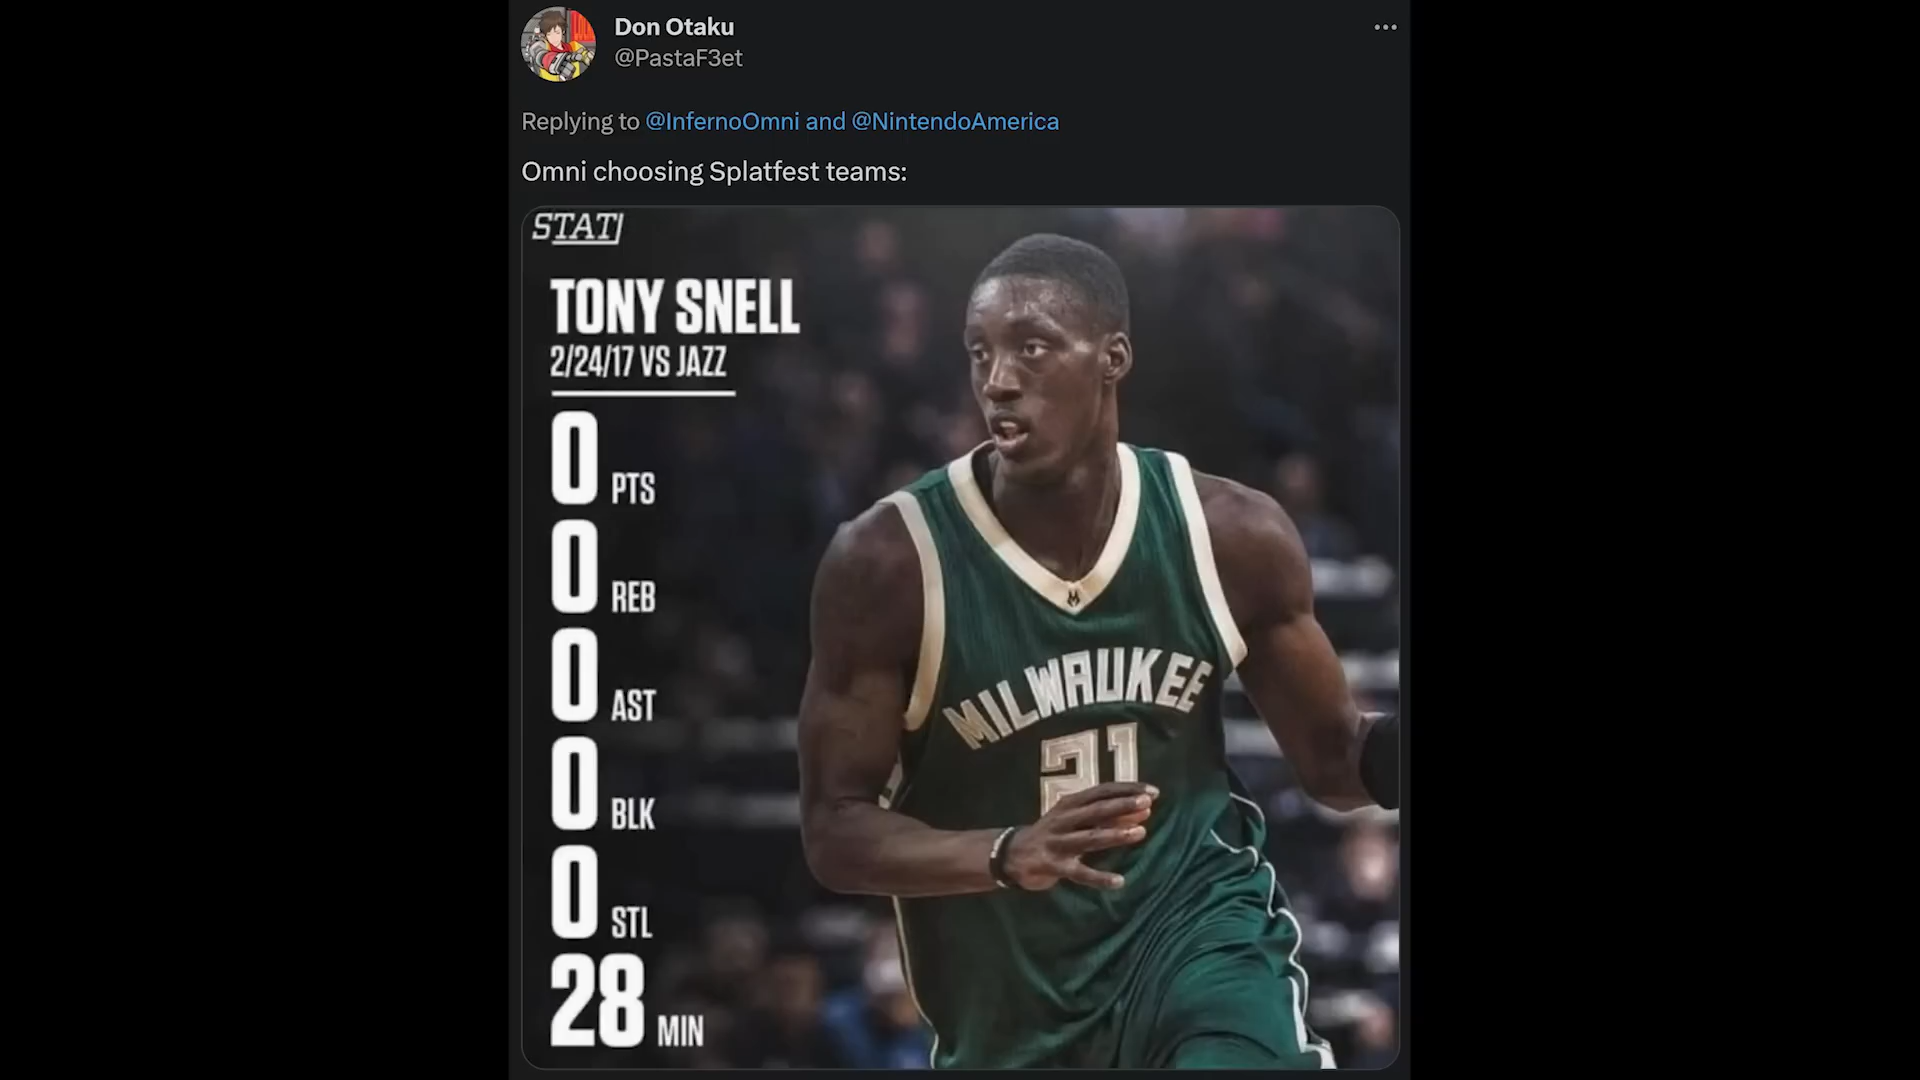 Don Otaku
@PastaF3et
Replying to @InfernoOmni and @NintendoAmerica
Omni choosing Splatfest teams:
STAT
TONY SNELL
2/24/17 VS JAZZ
0 PTS
0 REB
0 AST
0 BLK
0 STL
28 MIN
MILWAUKEE
21